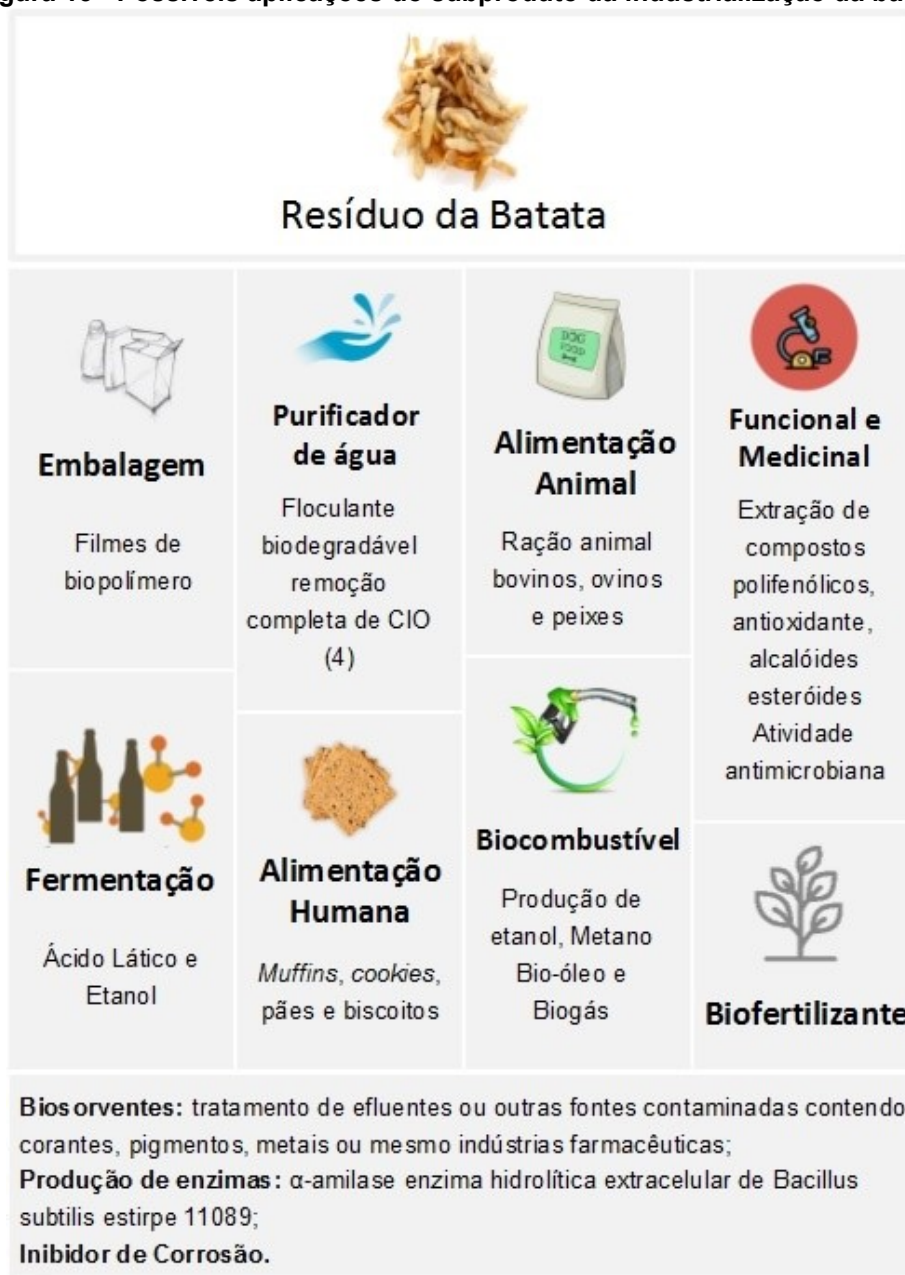 Resíduo da Batata
Embalagem
Filmes de
biopolímero
Purificador
de água
Floculante
biodegradável
remoção
completa de ClO
(4)
DOG
FOOD
Alimentação
Animal
Ração animal
bovinos, ovinos
e peixes
Funcional e
Medicinal
Extração de
compostos
polifenólicos,
antioxidante,
alcalóides
esteróides
Atividade
antimicrobiana
Fermentação
Ácido Lático e
Etanol
Alimentação
Humana
Muffins, cookies,
pães e biscoitos
Biocombustível
Produção de
etanol, Metano
Bio-óleo e
Biogás
Biofertilizante
Biosorventes: tratamento de efluentes ou outras fontes contaminadas contendo
corantes, pigmentos, metais ou mesmo indústrias farmacêuticas;
Produção de enzimas: α-amilase enzima hidrolítica extracelular de Bacillus
subtilis estirpe 11089;
Inibidor de Corrosão.